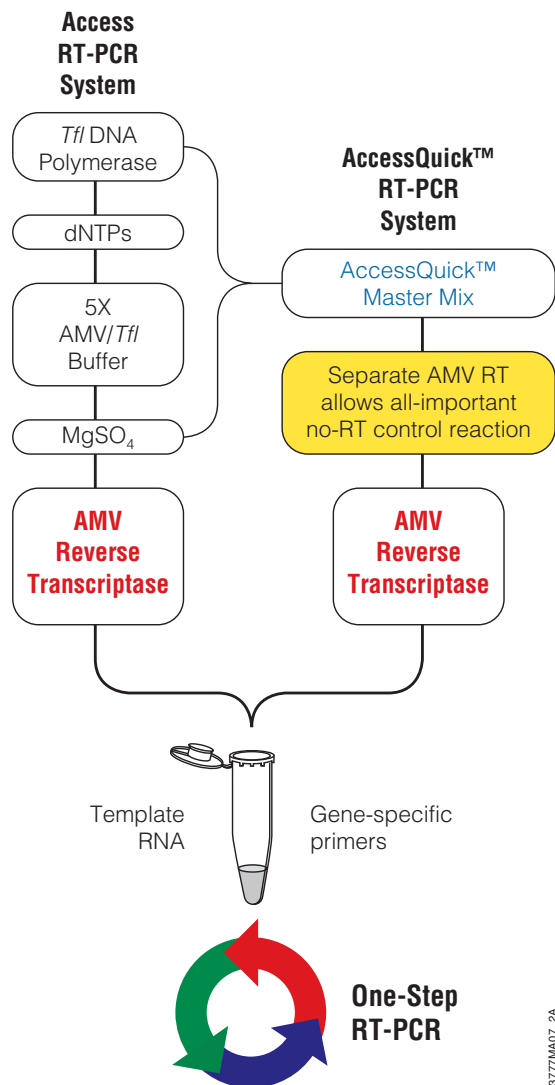 Access
RT-PCR
System
Tfl DNA
Polymerase
dNTPs
5X
AMV/Tfl
Buffer
MgSO₄
AMV
Reverse
Transcriptase
AccessQuick™
RT-PCR
System
AccessQuick™
Master Mix
Separate AMV RT
allows all-important
no-RT control reaction
AMV
Reverse
Transcriptase
Template
RNA
Gene-specific
primers
One-Step
RT-PCR
3777MA07_2A